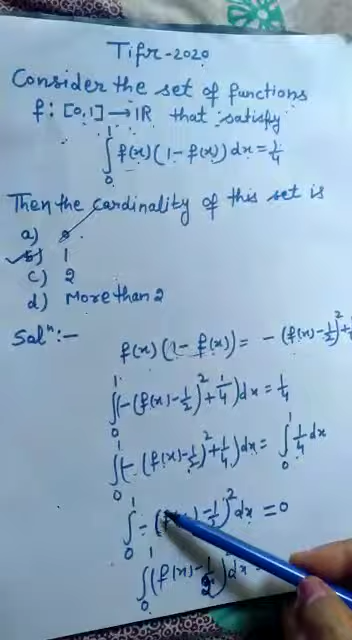 Tifr-2020
Consider the set of functions
f: [0,1] → IR that satisfy
∫₀¹ f(x) (1 - f(x)) dx = 1/4
Then the cardinality of this set is
a) 0
b) 1
c) 2
d) More than 2
Solⁿ:-
f(x) (1 - f(x)) = - (f(x) - 1/2)² +
∫₀¹ (- (f(x) - 1/2)² + 1/4) dx = 1/4
∫₀¹ (- (f(x) - 1/2)² + 1/4) dx = ∫₀¹ 1/4 dx
∫₀¹ - (f(x) - 1/2)² dx = 0
∫₀¹ (f(x) - 1/2)² dx =